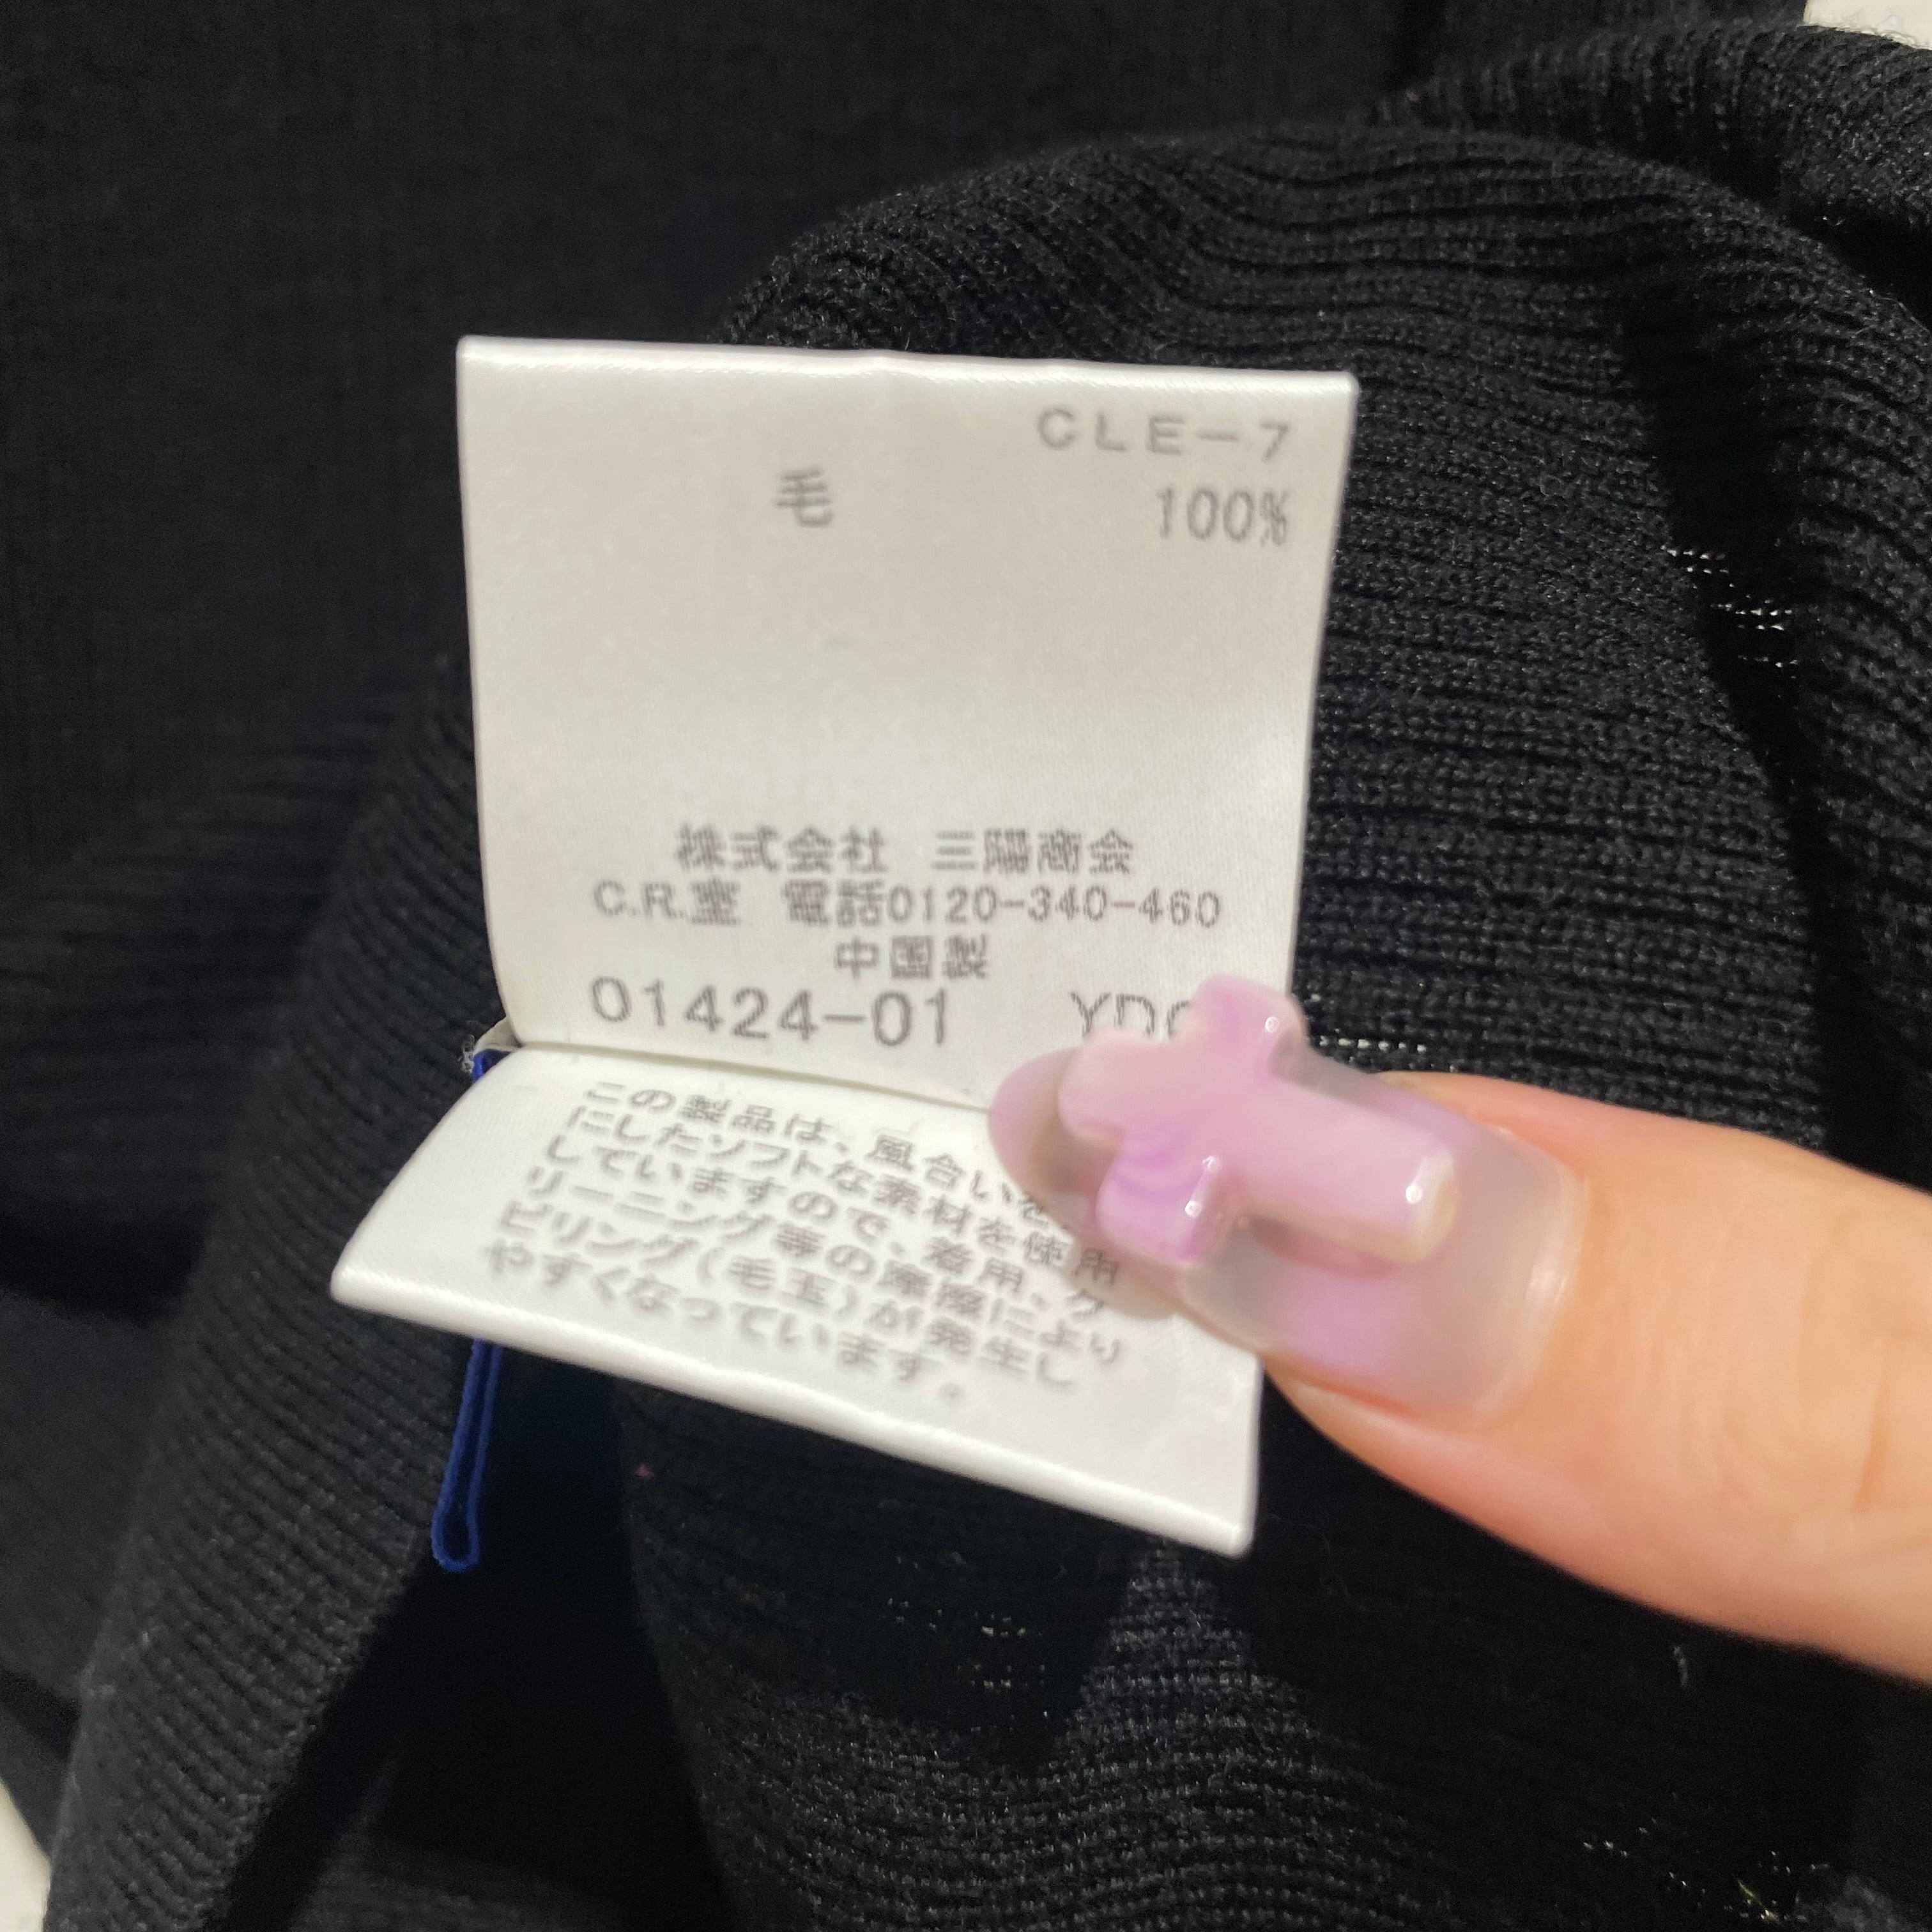 CLE-7
毛 100%
株式会社 三陽商会
C.R.室 電話0120-340-460
中国製
01424-01 YD
この製品は、風合いを
にしたソフトな素材を使用
していますので、着用、ク
リーニング等の摩擦により
ピリング(毛玉)が発生し
やすくなっています。